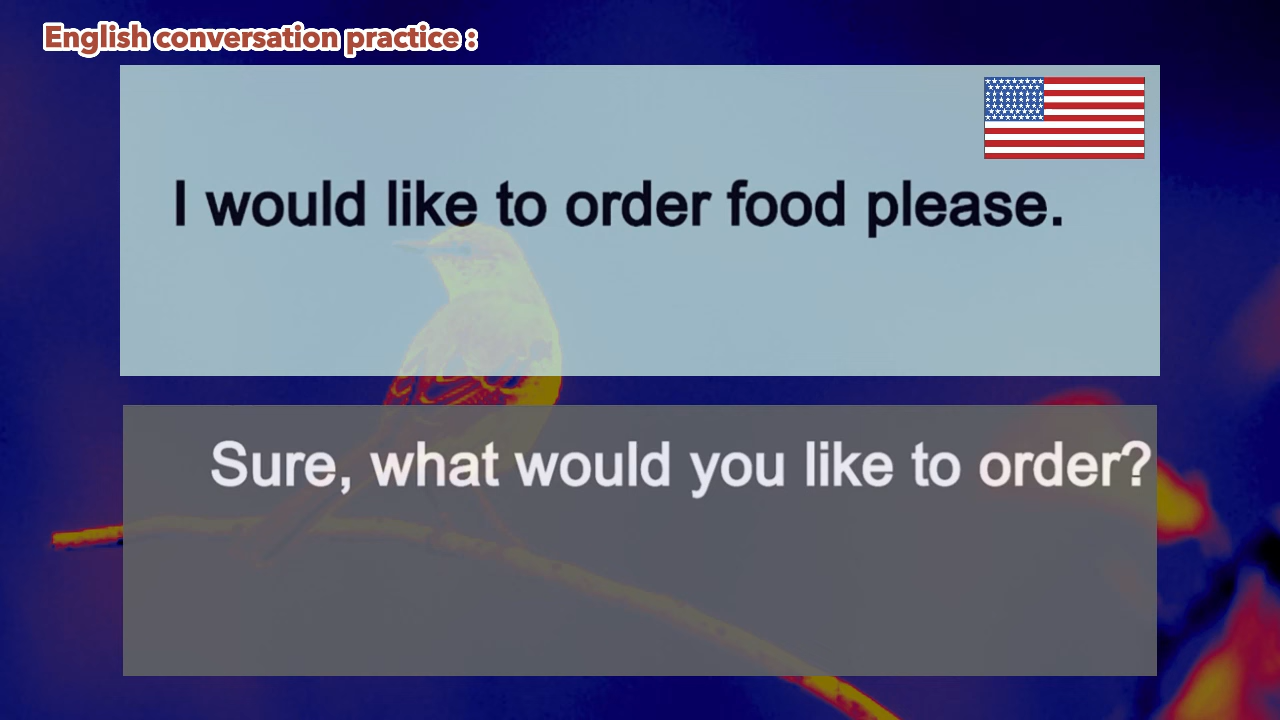 English conversation practice :
I would like to order food please.
Sure, what would you like to order?